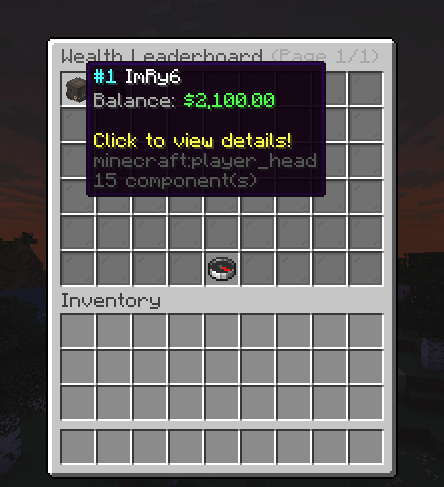 Wealth Leaderboard (Page 1/1)
#1 ImRy6
Balance: $2,100.00
Click to view details!
minecraft:player_head
15 component(s)
Inventory